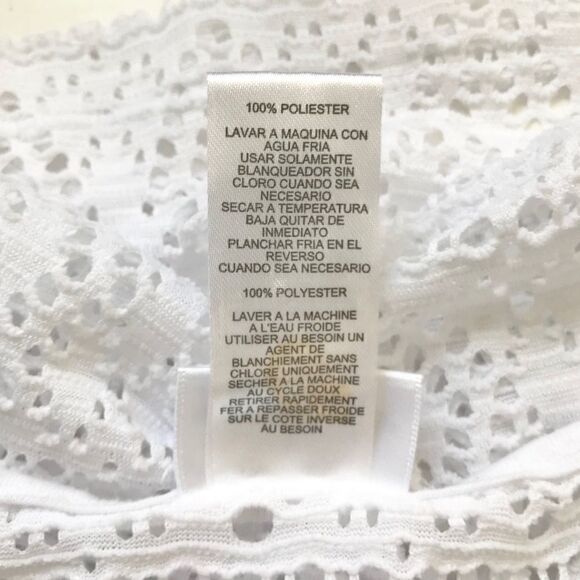 100% POLIESTER
LAVAR A MAQUINA CON
AGUA FRIA
USAR SOLAMENTE
BLANQUEADOR SIN
CLORO CUANDO SEA
NECESARIO
SECAR A TEMPERATURA
BAJA QUITAR DE
INMEDIATO
PLANCHAR FRIA EN EL
REVERSO
CUANDO SEA NECESARIO
100% POLYESTER
LAVER A LA MACHINE
A L'EAU FROIDE
UTILISER AU BESOIN UN
AGENT DE
BLANCHIEMENT SANS
CHLORE UNIQUEMENT
SECHER A LA MACHINE
AU CYCLE DOUX
RETIRER RAPIDEMENT
FER A REPASSER FROIDE
SUR LE COTE INVERSE
AU BESOIN